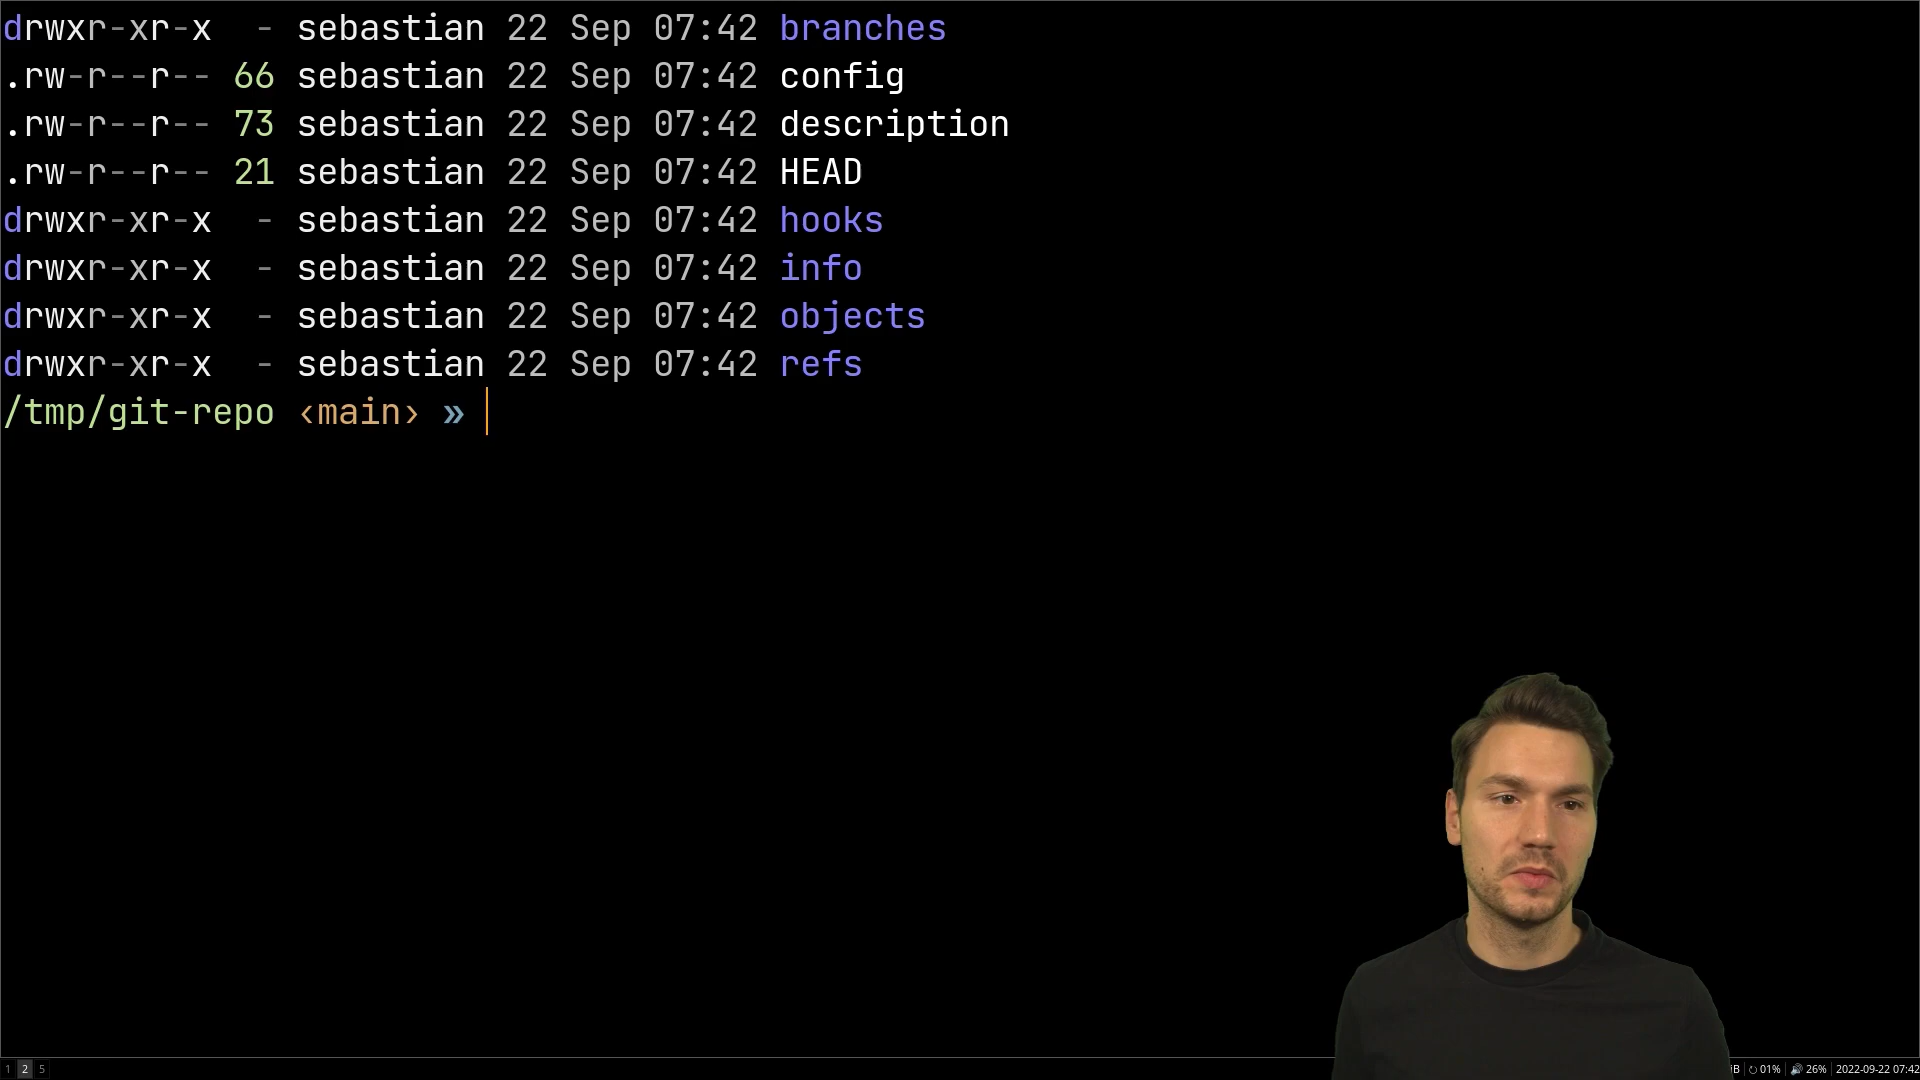 drwxr-xr-x  - sebastian 22 Sep 07:42 branches
.rw-r--r-- 66 sebastian 22 Sep 07:42 config
.rw-r--r-- 73 sebastian 22 Sep 07:42 description
.rw-r--r-- 21 sebastian 22 Sep 07:42 HEAD
drwxr-xr-x  - sebastian 22 Sep 07:42 hooks
drwxr-xr-x  - sebastian 22 Sep 07:42 info
drwxr-xr-x  - sebastian 22 Sep 07:42 objects
drwxr-xr-x  - sebastian 22 Sep 07:42 refs
/tmp/git-repo ‹main› »
1 2 5 01% 26% 2022-09-22 07:42